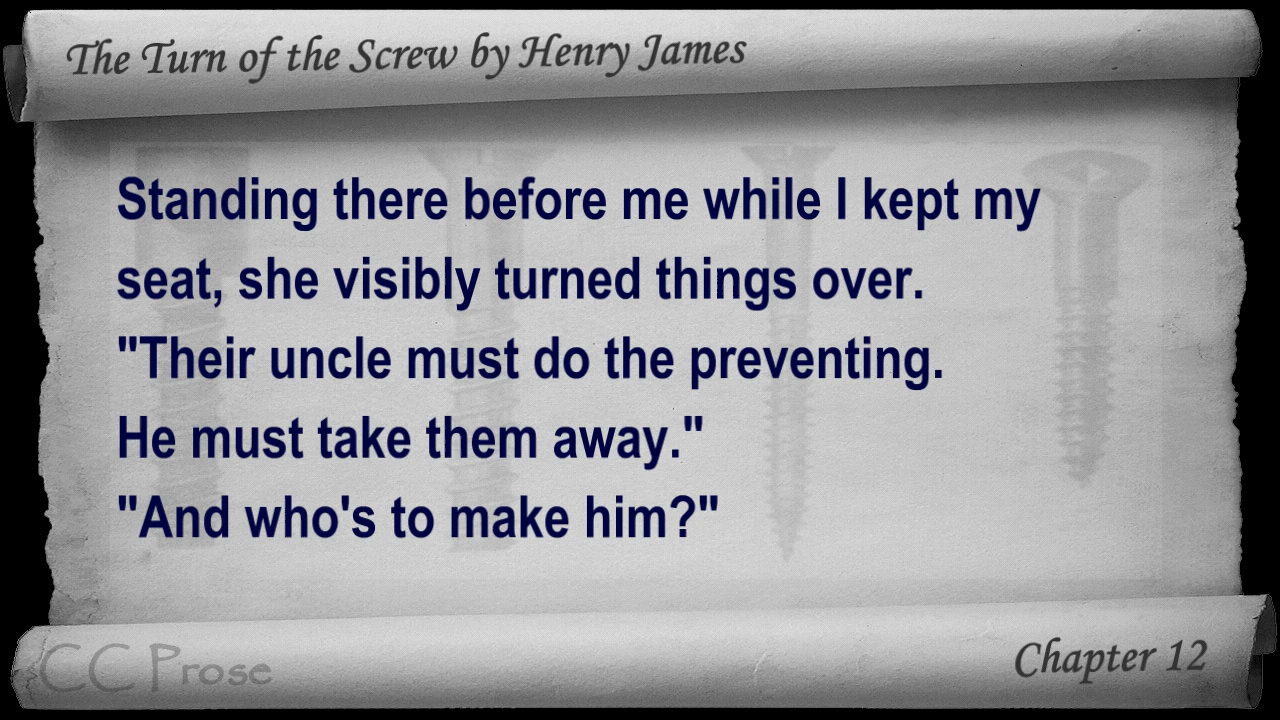 The Turn of the Screw by Henry James
Standing there before me while I kept my
seat, she visibly turned things over.
"Their uncle must do the preventing.
He must take them away."
"And who's to make him?"
CC Prose
Chapter 12